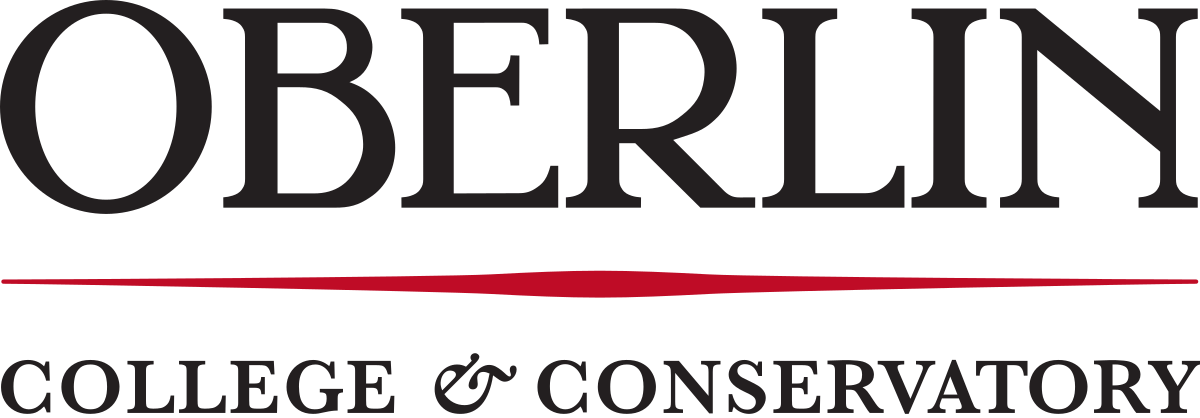 OBERLIN
COLLEGE & CONSERVATORY